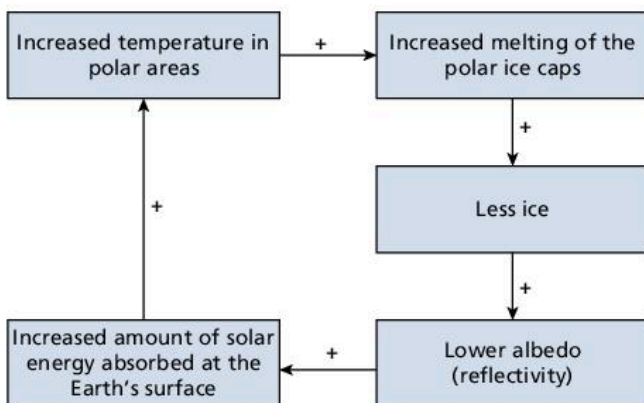 Increased temperature in
polar areas
+
Increased melting of the
polar ice caps
+
Less ice
+
Lower albedo
(reflectivity)
+
Increased amount of solar
energy absorbed at the
Earth's surface
+